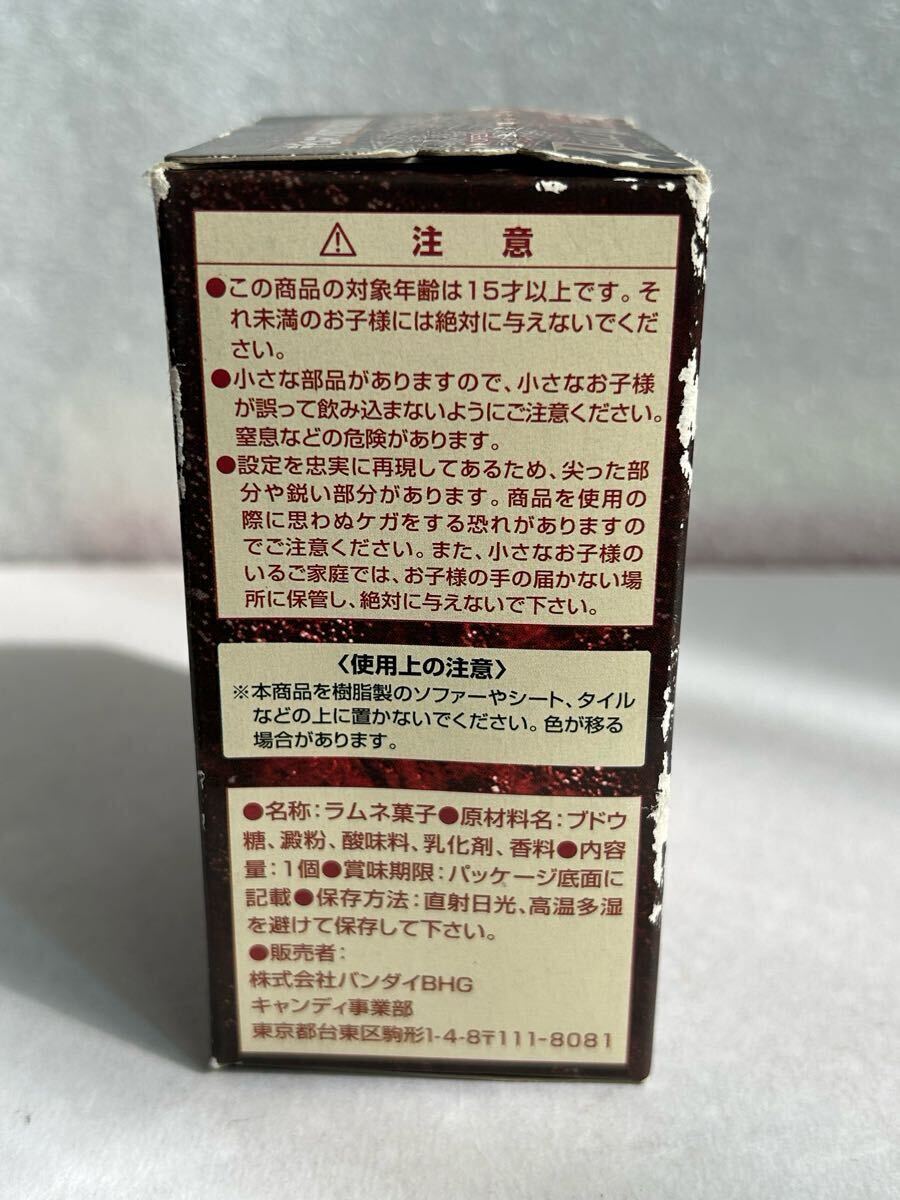 ⚠ 注意
●この商品の対象年齢は15才以上です。そ
れ未満のお子様には絶対に与えないでくだ
さい。
●小さな部品がありますので、小さなお子様
が誤って飲み込まないようにご注意ください。
窒息などの危険があります。
●設定を忠実に再現してあるため、尖った部
分や鋭い部分があります。商品を使用の
際に思わぬケガをする恐れがありますの
でご注意ください。また、小さなお子様の
いるご家庭では、お子様の手の届かない場
所に保管し、絶対に与えないで下さい。
〈使用上の注意〉
※本商品を樹脂製のソファーやシート、タイル
などの上に置かないでください。色が移る
場合があります。
●名称:ラムネ菓子●原材料名:ブドウ
糖、澱粉、酸味料、乳化剤、香料●内容
量:1個●賞味期限:パッケージ底面に
記載●保存方法:直射日光、高温多湿
を避けて保存して下さい。
●販売者:
株式会社バンダイBHG
キャンディ事業部
東京都台東区駒形1-4-8〒111-8081